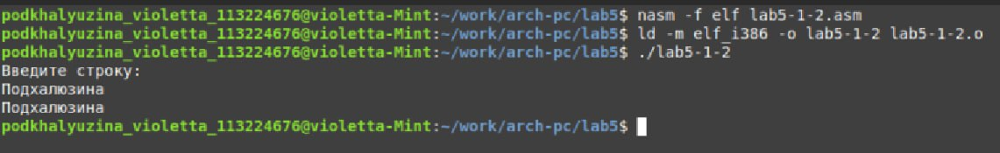 podkhalyuzina_violetta_113224676@violetta-Mint:~/work/arch-pc/lab5$ nasm -f elf lab5-1-2.asm
podkhalyuzina_violetta_113224676@violetta-Mint:~/work/arch-pc/lab5$ ld -m elf_i386 -o lab5-1-2 lab5-1-2.o
podkhalyuzina_violetta_113224676@violetta-Mint:~/work/arch-pc/lab5$ ./lab5-1-2
Введите строку:
Подхалюзина
Подхалюзина
podkhalyuzina_violetta_113224676@violetta-Mint:~/work/arch-pc/lab5$